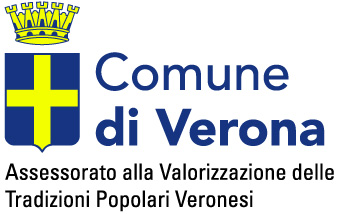 Comune
di Verona
Assessorato alla Valorizzazione delle
Tradizioni Popolari Veronesi